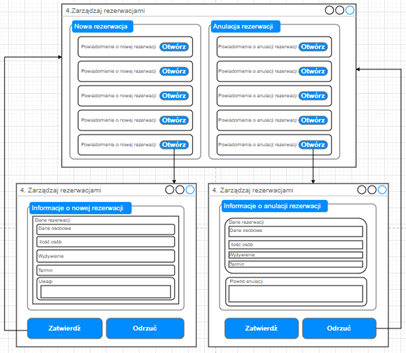 4.Zarządzaj rezerwacjami
Nowa rezerwacja
Powiadomienie o nowej rezerwacji Otwórz
Powiadomienie o nowej rezerwacji Otwórz
Powiadomienie o nowej rezerwacji Otwórz
Powiadomienie o nowej rezerwacji Otwórz
Powiadomienie o nowej rezerwacji Otwórz
Anulacja rezerwacji
Powiadomienie o anulacji rezerwacji Otwórz
Powiadomienie o anulacji rezerwacji Otwórz
Powiadomienie o anulacji rezerwacji Otwórz
Powiadomienie o anulacji rezerwacji Otwórz
Powiadomienie o anulacji rezerwacji Otwórz
4. Zarządzaj rezerwacjami
Informacje o nowej rezerwacji
Dane rezerwacji
Dane osobowe
Ilość osób
Wyżywienie
Termin
Uwagi
Zatwierdź
Odrzuć
4. Zarządzaj rezerwacjami
Informacje o anulacji rezerwacji
Dane rezerwacji
Dane osobowe
Ilość osób
Wyżywienie
Termin
Powód anulacji
Zatwierdź
Odrzuć